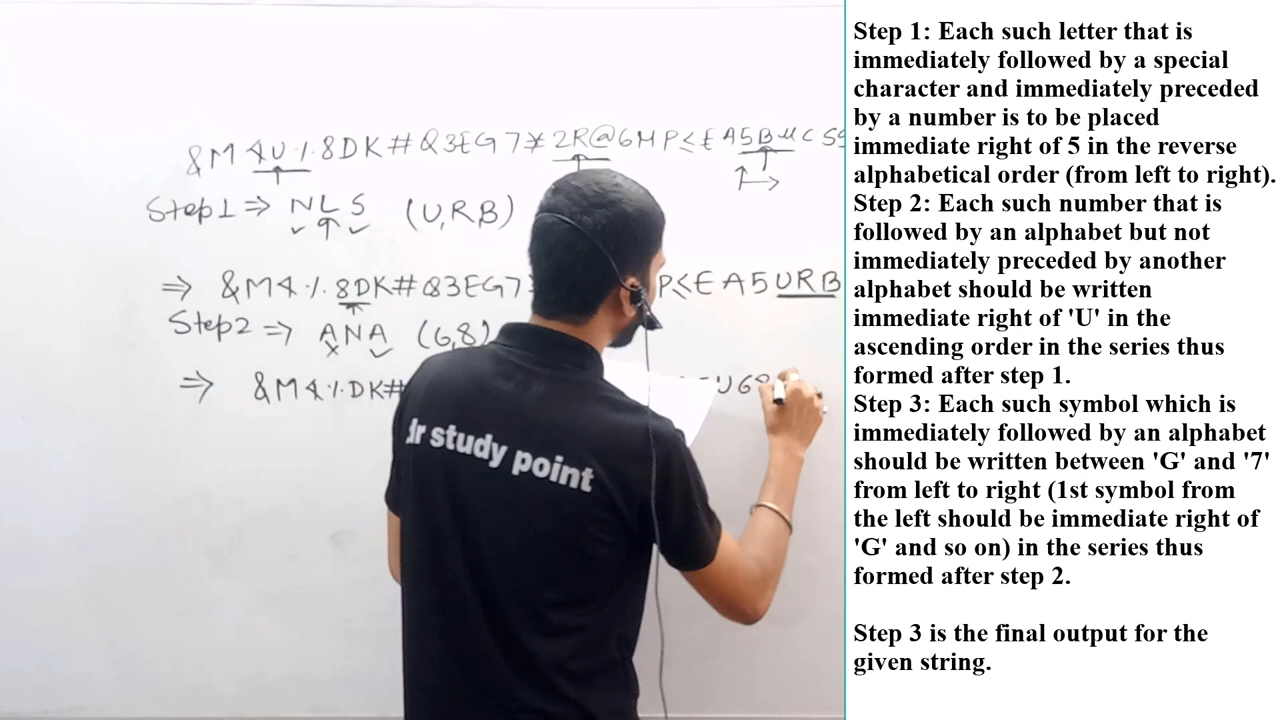 &M4U%8DK#Q3EG7¥2R@6MP≤EA5BμC59
Step1 ⇒ NLS (U,R,B)
⇒ &M4%8DK#Q3EG7 P≤EA5URB
Step2 ⇒ ANA (6,8)
⇒ &M4%DK# U68
dr study point
Step 1: Each such letter that is
immediately followed by a special
character and immediately preceded
by a number is to be placed
immediate right of 5 in the reverse
alphabetical order (from left to right).
Step 2: Each such number that is
followed by an alphabet but not
immediately preceded by another
alphabet should be written
immediate right of 'U' in the
ascending order in the series thus
formed after step 1.
Step 3: Each such symbol which is
immediately followed by an alphabet
should be written between 'G' and '7'
from left to right (1st symbol from
the left should be immediate right of
'G' and so on) in the series thus
formed after step 2.
Step 3 is the final output for the
given string.